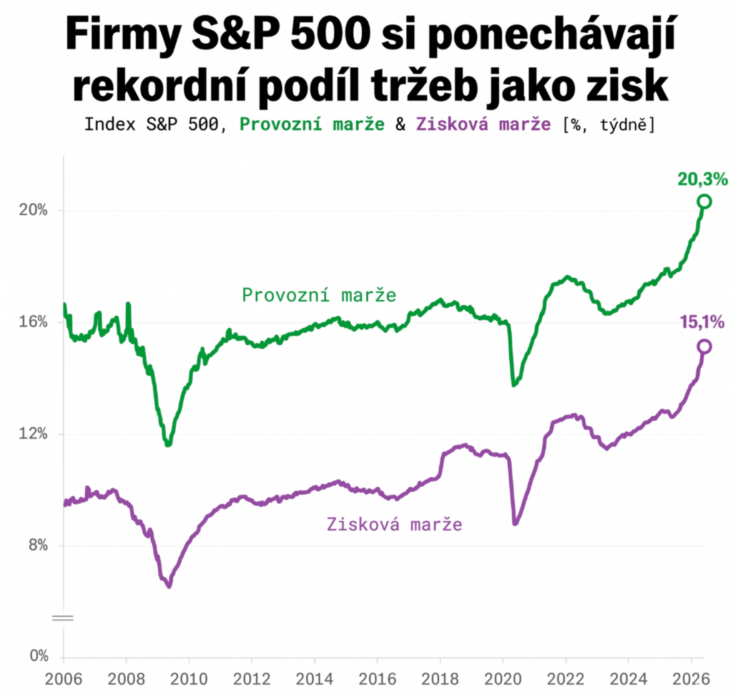 Firmy S&P 500 si ponechávají
rekordní podíl tržeb jako zisk
Index S&P 500, Provozní marže & Zisková marže [%, týdně]
20,3%
20%
Provozní marže
16%
15,1%
12%
Zisková marže
8%
0%
2006 2008 2010 2012 2014 2016 2018 2020 2022 2024 2026